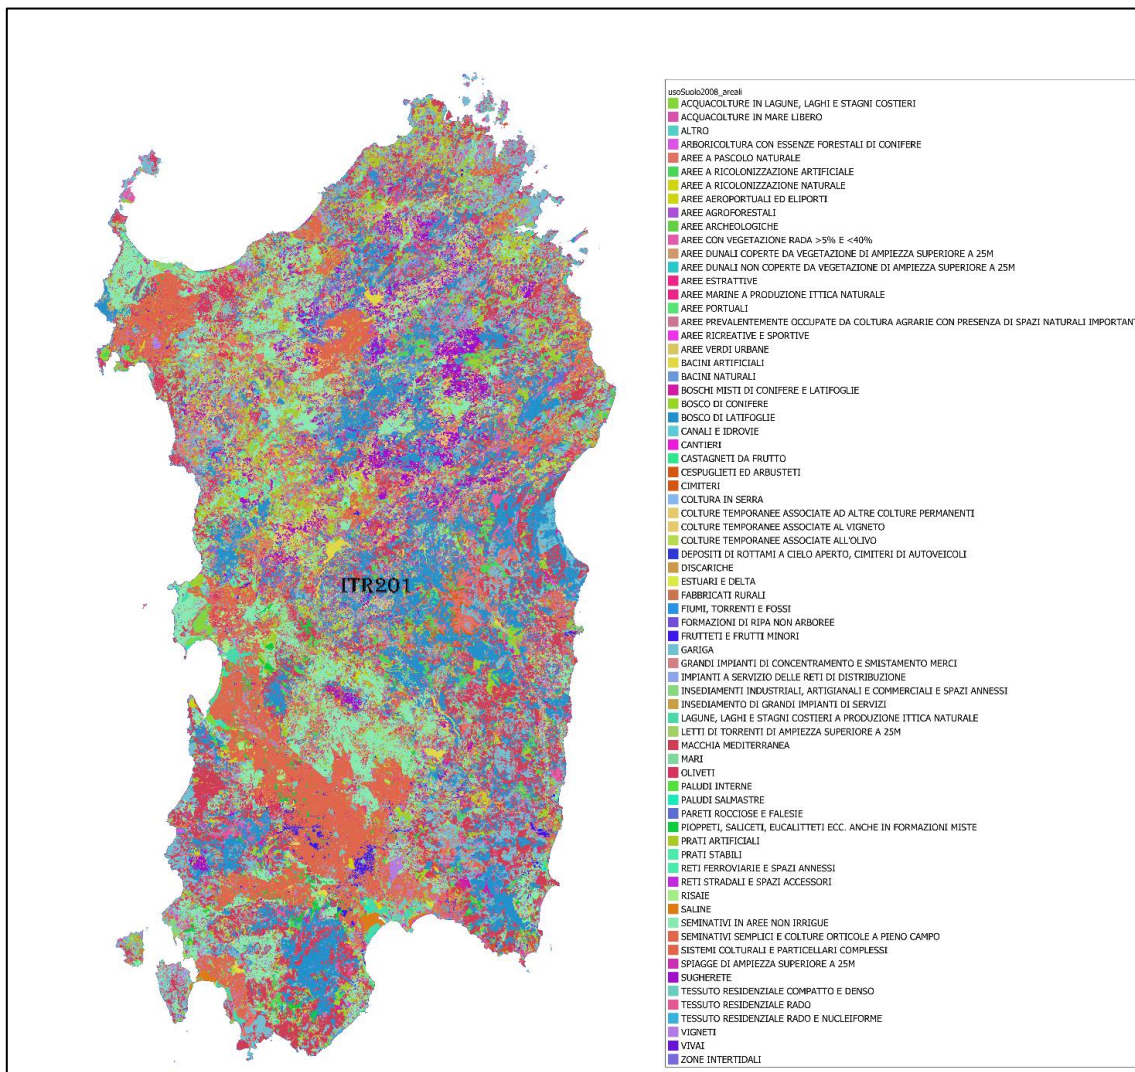 usoSuolo2008_areali
ACQUACOLTURE IN LAGUNE, LAGHI E STAGNI COSTIERI
ACQUACOLTURE IN MARE LIBERO
ALTRO
ARBORICOLTURA CON ESSENZE FORESTALI DI CONIFERE
AREE A PASCOLO NATURALE
AREE A RICOLONIZZAZIONE ARTIFICIALE
AREE A RICOLONIZZAZIONE NATURALE
AREE AEROPORTUALI ED ELIPORTI
AREE AGROFORESTALI
AREE ARCHEOLOGICHE
AREE CON VEGETAZIONE RADA >5% E <40%
AREE DUNALI COPERTE DA VEGETAZIONE DI AMPIEZZA SUPERIORE A 25M
AREE DUNALI NON COPERTE DA VEGETAZIONE DI AMPIEZZA SUPERIORE A 25M
AREE ESTRATTIVE
AREE MARINE A PRODUZIONE ITTICA NATURALE
AREE PORTUALI
AREE PREVALENTEMENTE OCCUPATE DA COLTURA AGRARIE CON PRESENZA DI SPAZI NATURALI IMPORTANT
AREE RICREATIVE E SPORTIVE
AREE VERDI URBANE
BACINI ARTIFICIALI
BACINI NATURALI
BOSCHI MISTI DI CONIFERE E LATIFOGLIE
BOSCO DI CONIFERE
BOSCO DI LATIFOGLIE
CANALI E IDROVIE
CANTIERI
CASTAGNETI DA FRUTTO
CESPUGLIETI ED ARBUSTETI
CIMITERI
COLTURA IN SERRA
COLTURE TEMPORANEE ASSOCIATE AD ALTRE COLTURE PERMANENTI
COLTURE TEMPORANEE ASSOCIATE AL VIGNETO
COLTURE TEMPORANEE ASSOCIATE ALL'OLIVO
DEPOSITI DI ROTTAMI A CIELO APERTO, CIMITERI DI AUTOVEICOLI
DISCARICHE
ESTUARI E DELTA
FABBRICATI RURALI
FIUMI, TORRENTI E FOSSI
FORMAZIONI DI RIPA NON ARBOREE
FRUTTETI E FRUTTI MINORI
GARIGA
GRANDI IMPIANTI DI CONCENTRAMENTO E SMISTAMENTO MERCI
IMPIANTI A SERVIZIO DELLE RETI DI DISTRIBUZIONE
INSEDIAMENTI INDUSTRIALI, ARTIGIANALI E COMMERCIALI E SPAZI ANNESSI
INSEDIAMENTO DI GRANDI IMPIANTI DI SERVIZI
LAGUNE, LAGHI E STAGNI COSTIERI A PRODUZIONE ITTICA NATURALE
LETTI DI TORRENTI DI AMPIEZZA SUPERIORE A 25M
MACCHIA MEDITERRANEA
MARI
OLIVETI
PALUDI INTERNE
PALUDI SALMASTRE
PARETI ROCCIOSE E FALESIE
PIOPPETI, SALICETI, EUCALITTETI ECC. ANCHE IN FORMAZIONI MISTE
PRATI ARTIFICIALI
PRATI STABILI
RETI FERROVIARIE E SPAZI ANNESSI
RETI STRADALI E SPAZI ACCESSORI
RISAIE
SALINE
SEMINATIVI IN AREE NON IRRIGUE
SEMINATIVI SEMPLICI E COLTURE ORTICOLE A PIENO CAMPO
SISTEMI COLTURALI E PARTICELLARI COMPLESSI
SPIAGGE DI AMPIEZZA SUPERIORE A 25M
SUGHERETE
TESSUTO RESIDENZIALE COMPATTO E DENSO
TESSUTO RESIDENZIALE RADO
TESSUTO RESIDENZIALE RADO E NUCLEIFORME
VIGNETI
VIVAI
ZONE INTERTIDALI
ITR201